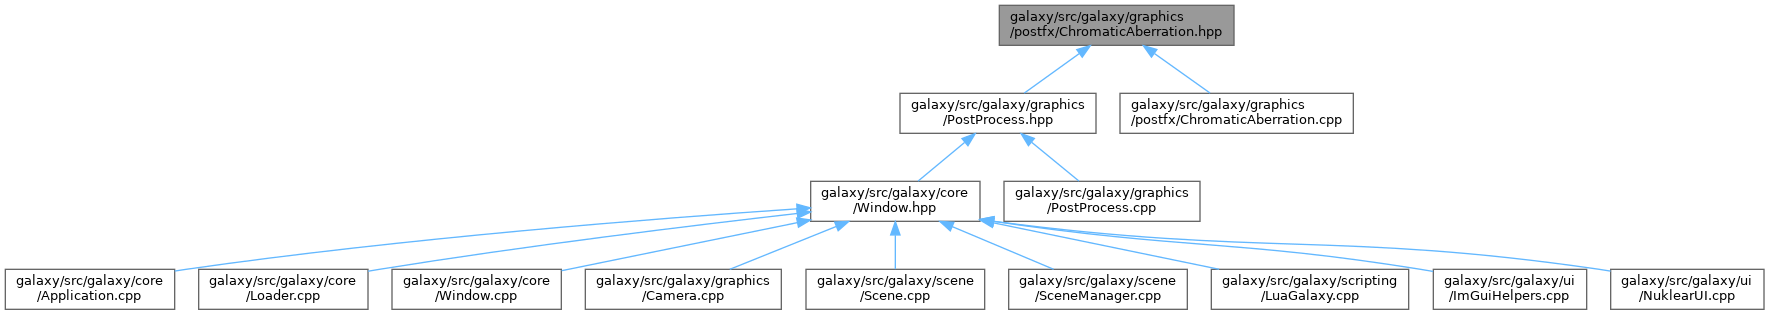 galaxy/src/galaxy/graphics
/postfx/ChromaticAberration.hpp
galaxy/src/galaxy/graphics
/PostProcess.hpp
galaxy/src/galaxy/graphics
/postfx/ChromaticAberration.cpp
galaxy/src/galaxy/core
/Window.hpp
galaxy/src/galaxy/graphics
/PostProcess.cpp
galaxy/src/galaxy/core
/Application.cpp
galaxy/src/galaxy/core
/Loader.cpp
galaxy/src/galaxy/core
/Window.cpp
galaxy/src/galaxy/graphics
/Camera.cpp
galaxy/src/galaxy/scene
/Scene.cpp
galaxy/src/galaxy/scene
/SceneManager.cpp
galaxy/src/galaxy/scripting
/LuaGalaxy.cpp
galaxy/src/galaxy/ui
/ImGuiHelpers.cpp
galaxy/src/galaxy/ui
/NuklearUI.cpp